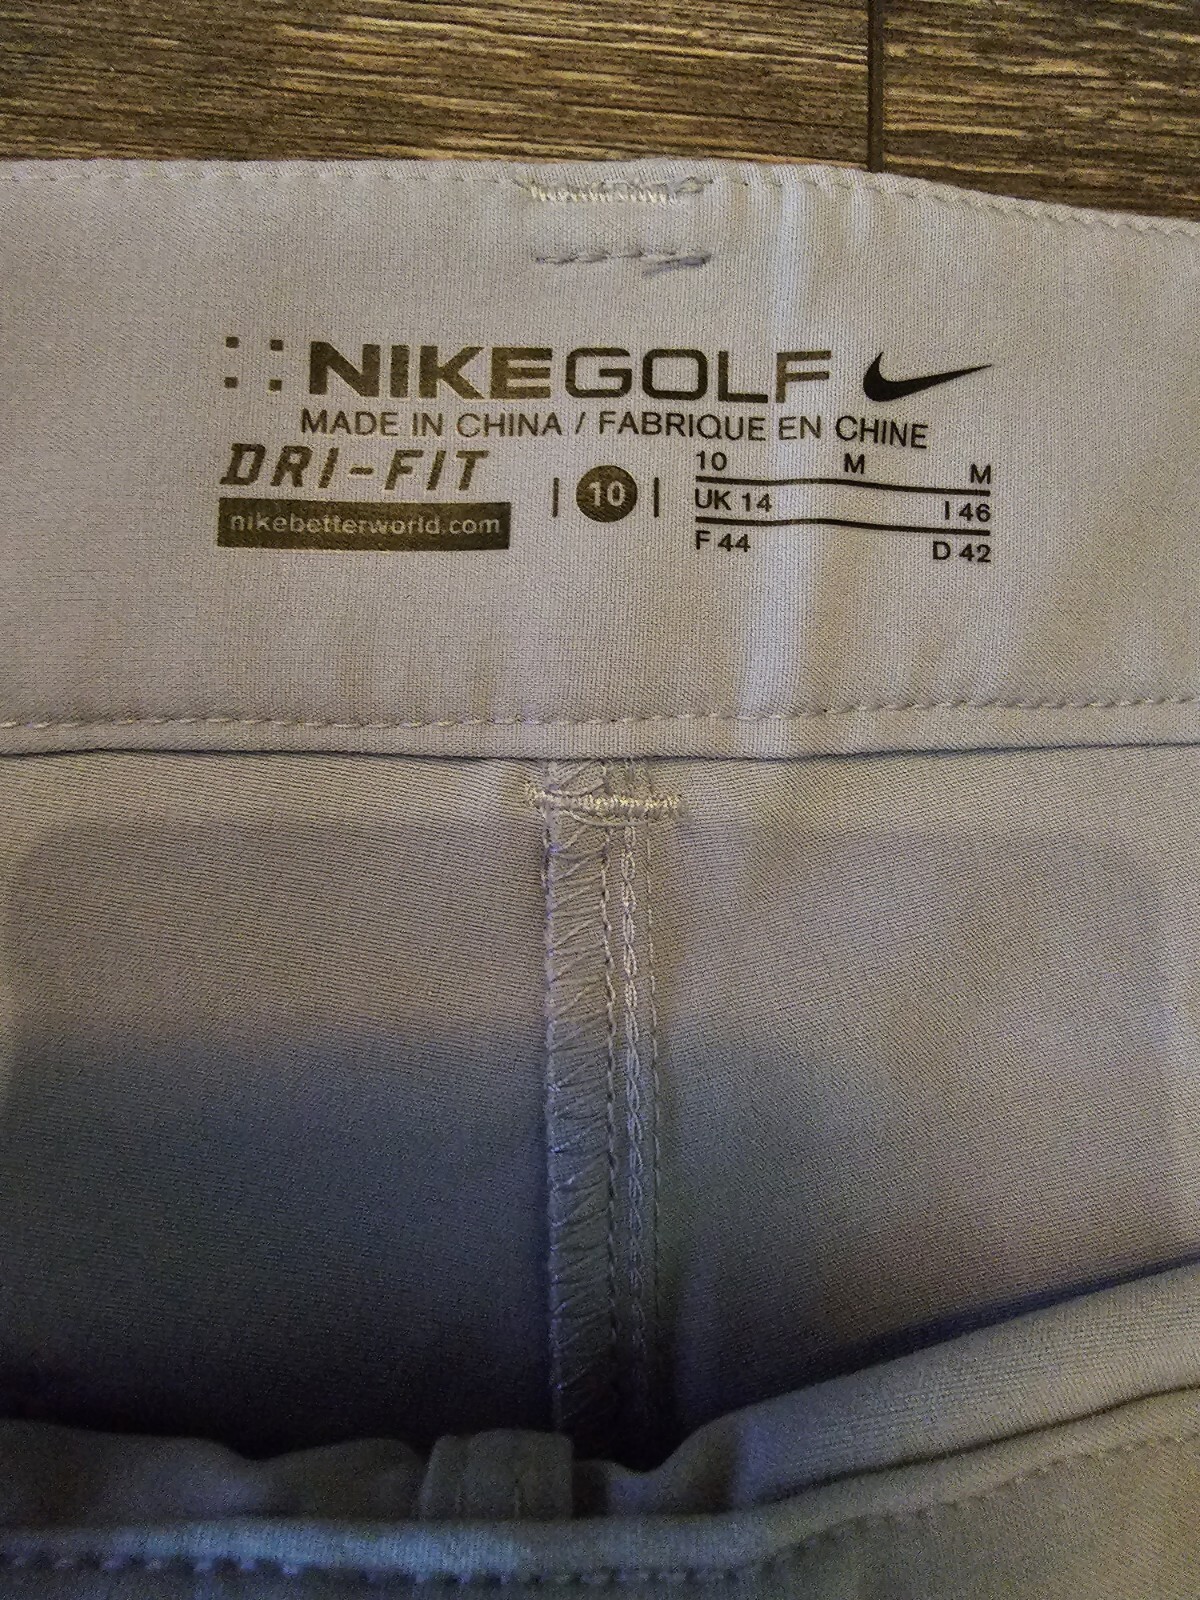 NIKEGOLF
MADE IN CHINA / FABRIQUE EN CHINE
DRI-FIT
nikebetterworld.com
| 10 |
10 M M
UK 14 I 46
F 44 D 42